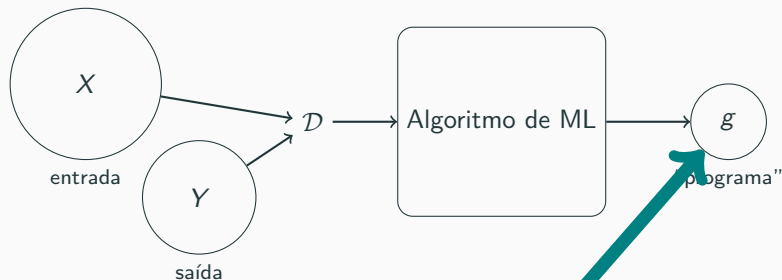 X
entrada
Y
saída
𝒟
Algoritmo de ML
g
programa"